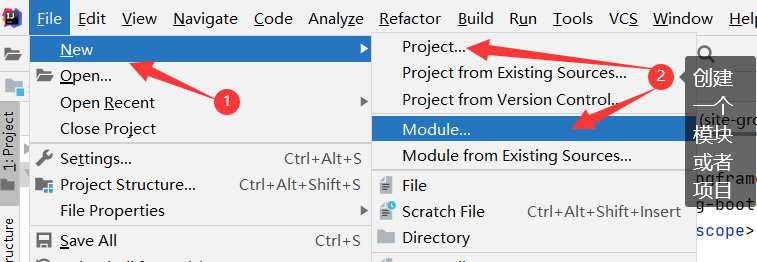 File Edit View Navigate Code Analyze Refactor Build Run Tools VCS Window Help
New
Open...
Open Recent
Close Project
Settings... Ctrl+Alt+S
Project Structure... Ctrl+Alt+Shift+S
File Properties
Save All Ctrl+S
Project...
Project from Existing Sources...
Project from Version Control...
Module...
Module from Existing Sources...
File
Scratch File Ctrl+Alt+Shift+Insert
Directory
1
2
创建
一个
模块
或者
项目
1: Project
ructure
(site-gro
ngframe
g-boot
scope>